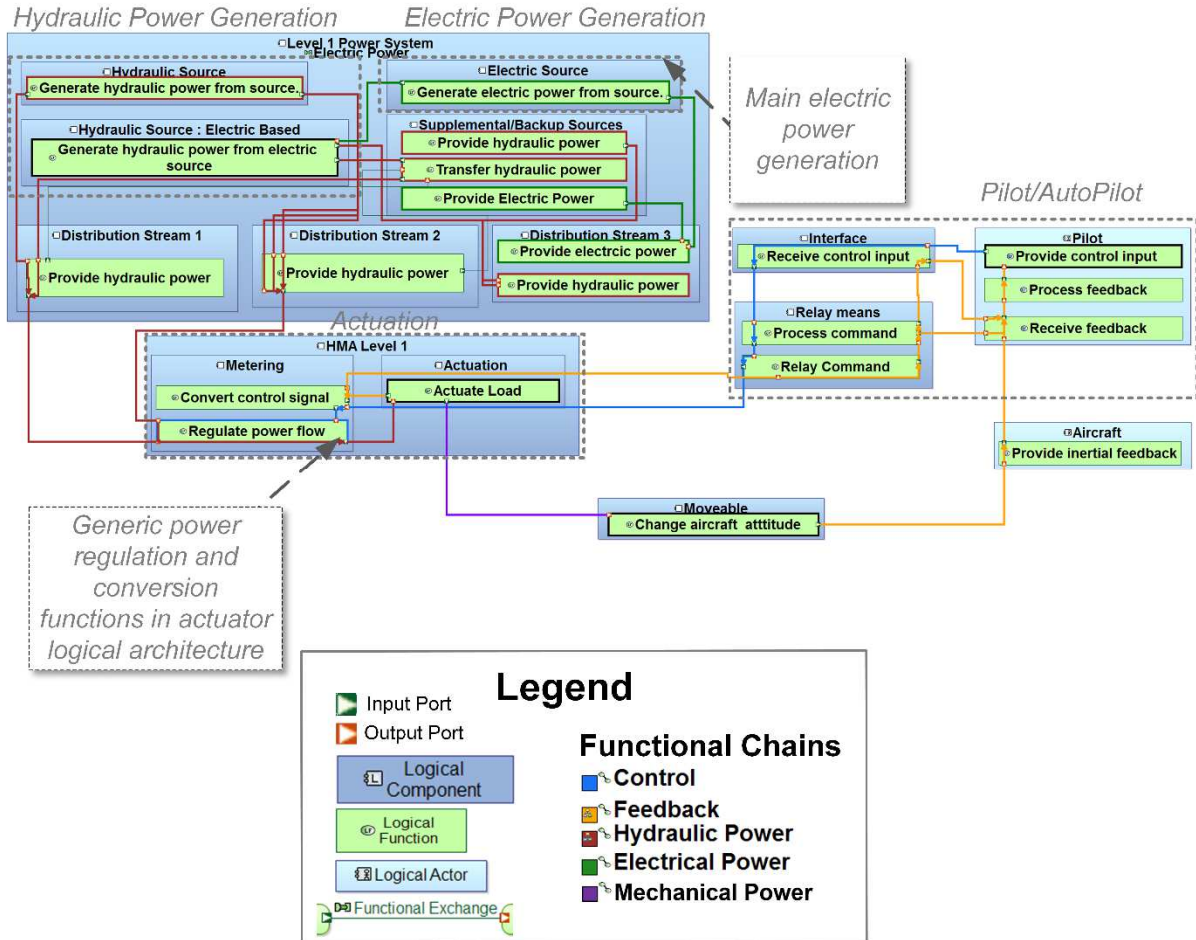 Hydraulic Power Generation
Electric Power Generation
Level 1 Power System
Electric Power
Hydraulic Source
Generate hydraulic power from source.
Electric Source
Generate electric power from source.
Main electric
power
generation
Hydraulic Source : Electric Based
Generate hydraulic power from electric
source
Supplemental/Backup Sources
Provide hydraulic power
Transfer hydraulic power
Provide Electric Power
Distribution Stream 1
Provide hydraulic power
Distribution Stream 2
Provide hydraulic power
Distribution Stream 3
Provide electrcic power
Provide hydraulic power
Pilot/AutoPilot
Interface
Receive control input
Pilot
Provide control input
Process feedback
Receive feedback
Relay means
Process command
Relay Command
Actuation
HMA Level 1
Metering
Convert control signal
Regulate power flow
Actuation
Actuate Load
Aircraft
Provide inertial feedback
Moveable
Change aircraft atttitude
Generic power
regulation and
conversion
functions in actuator
logical architecture
Legend
Input Port
Output Port
Logical
Component
Logical
Function
Logical Actor
Functional Exchange
Functional Chains
Control
Feedback
Hydraulic Power
Electrical Power
Mechanical Power